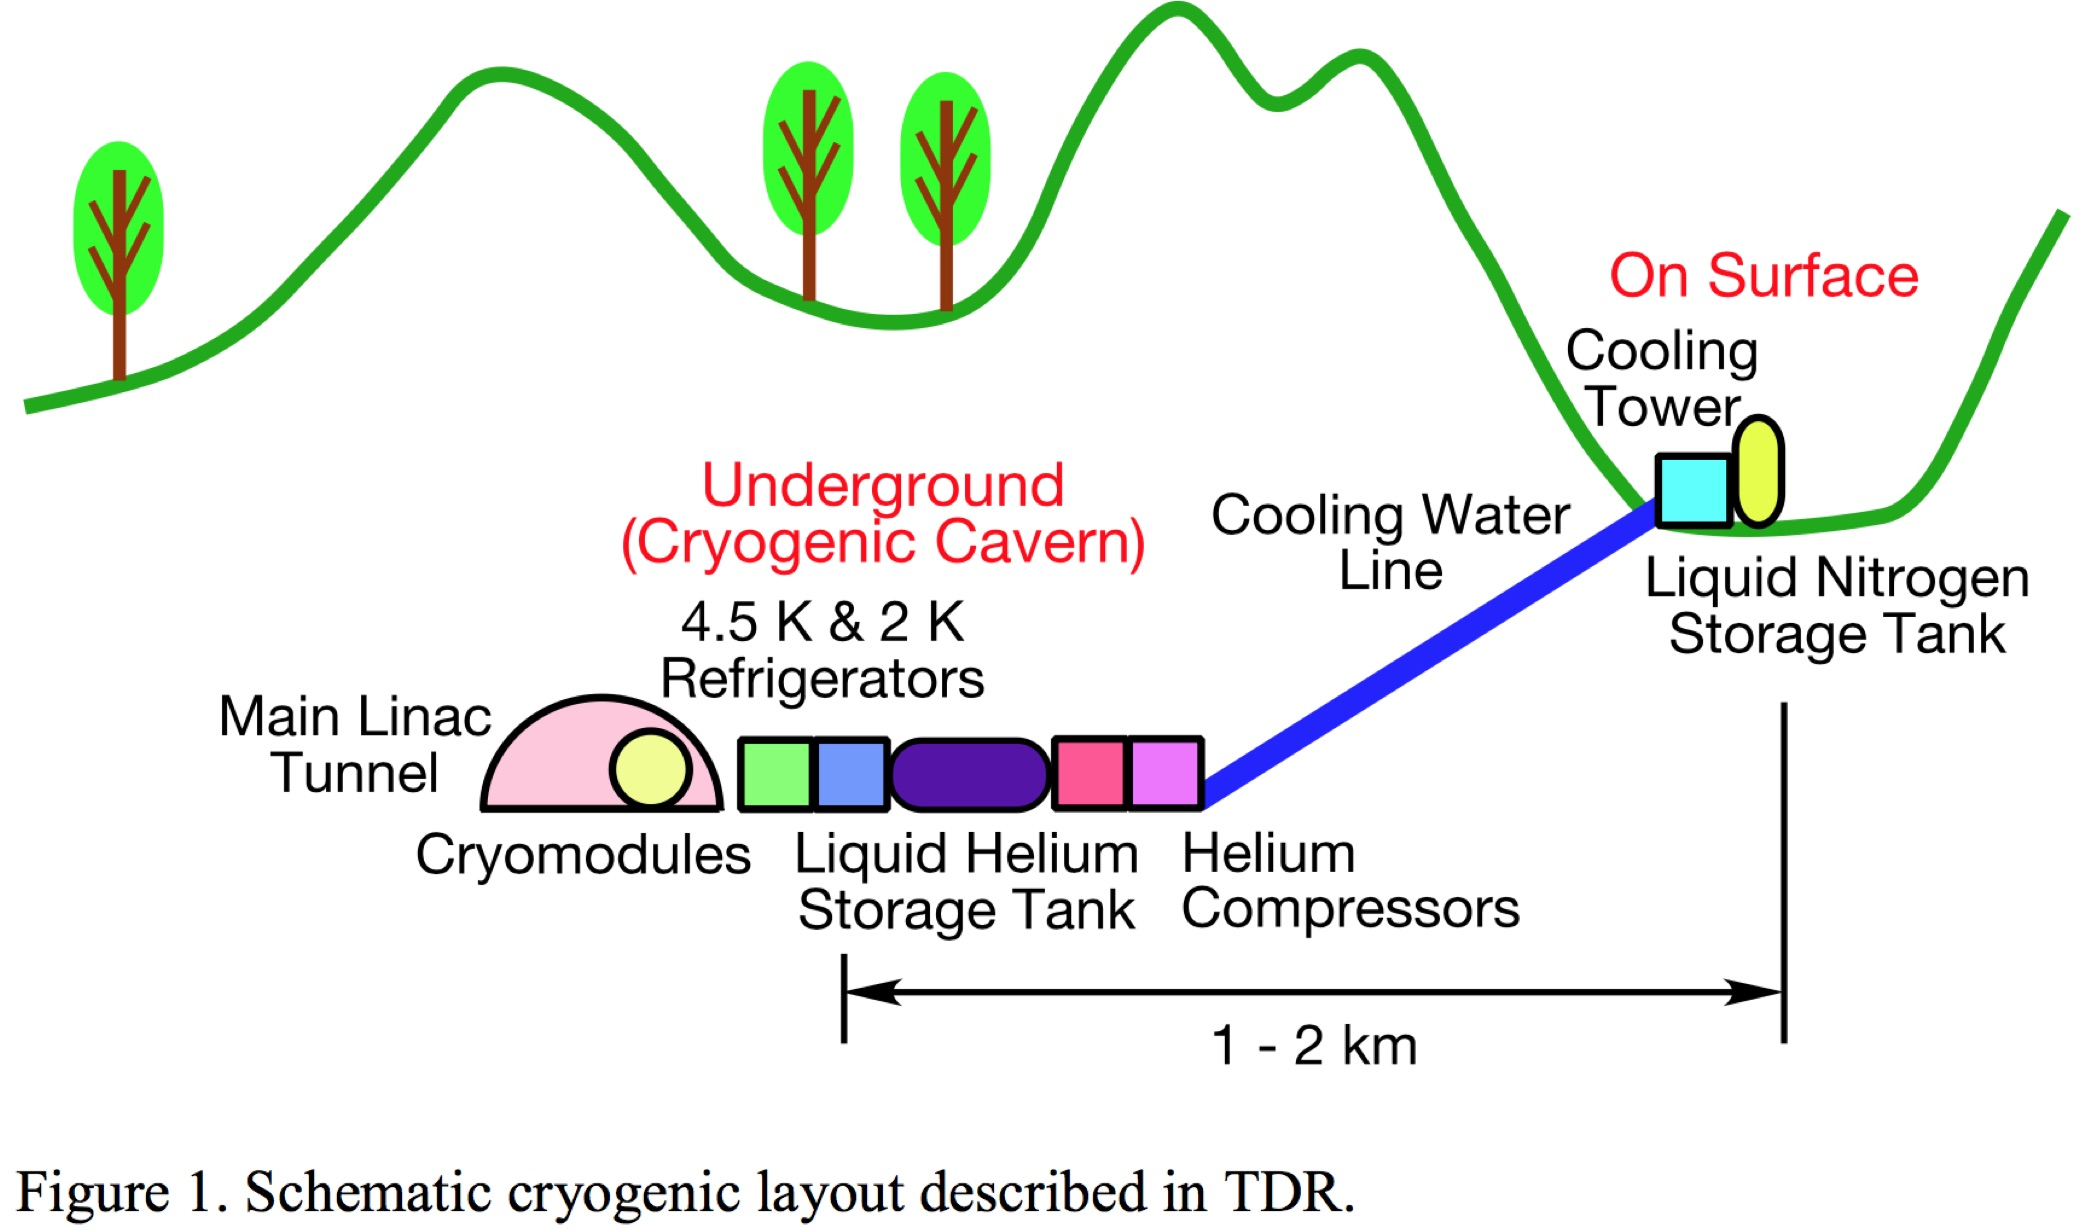 On Surface
Cooling
Tower
Underground
(Cryogenic Cavern)
Cooling Water
Line
4.5 K & 2 K
Refrigerators
Liquid Nitrogen
Storage Tank
Main Linac
Tunnel
Cryomodules
Liquid Helium
Storage Tank
Helium
Compressors
1 - 2 km
Figure 1. Schematic cryogenic layout described in TDR.